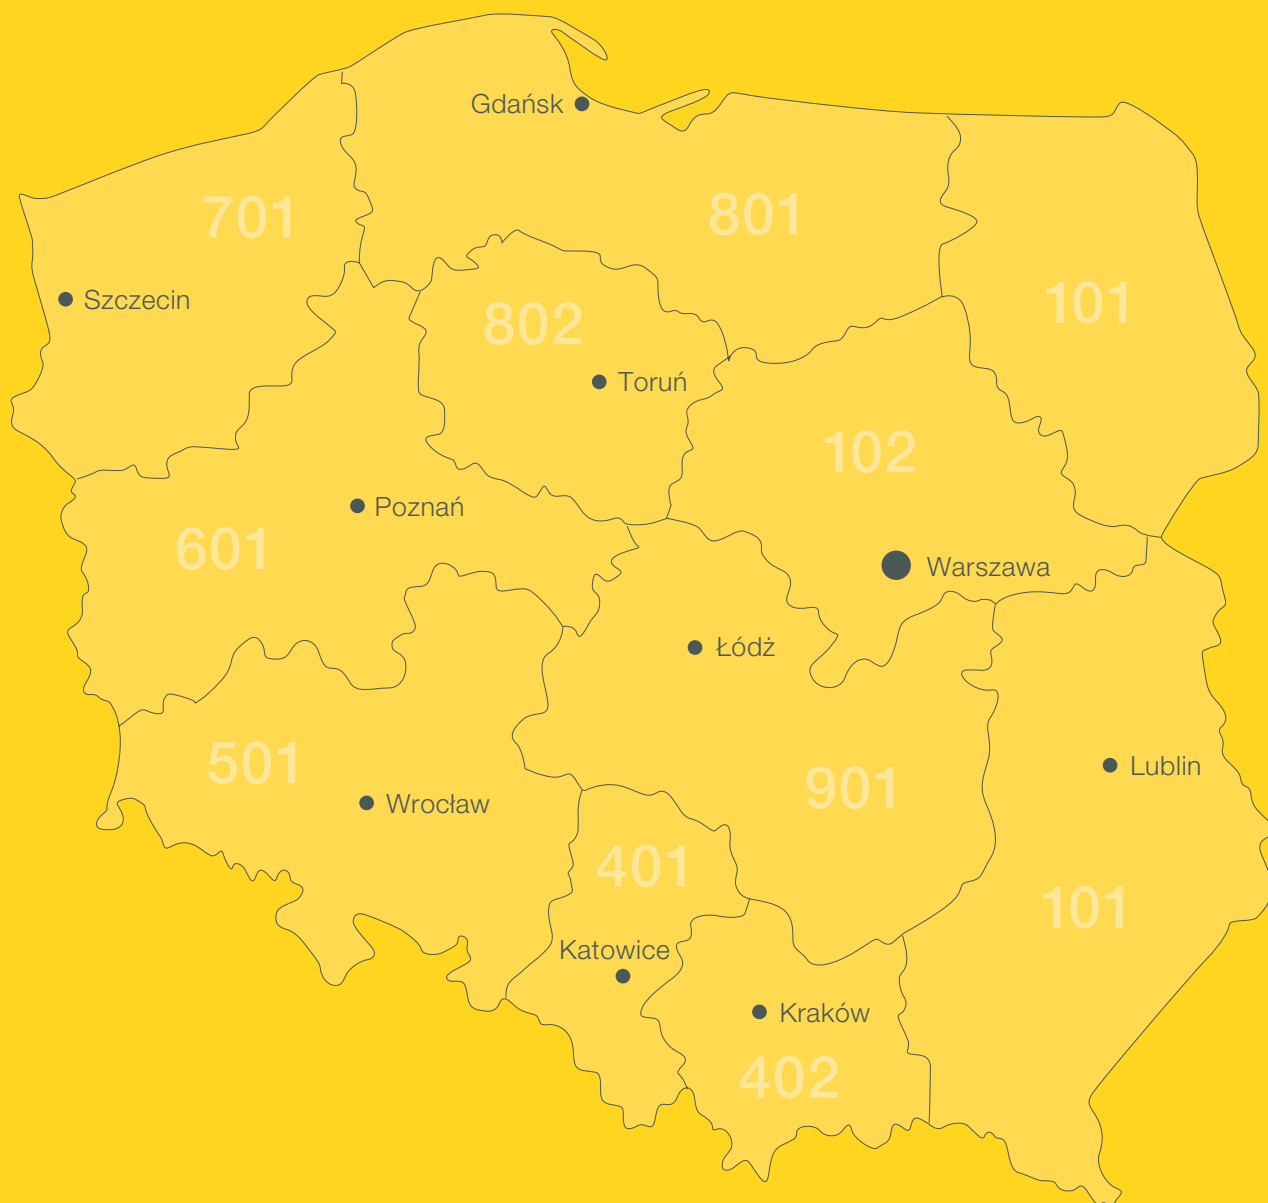 Gdańsk
701
801
Szczecin
101
802
Toruń
102
Poznań
601
Warszawa
Łódż
501
Lublin
901
Wrocław
401
101
Katowice
Kraków
402